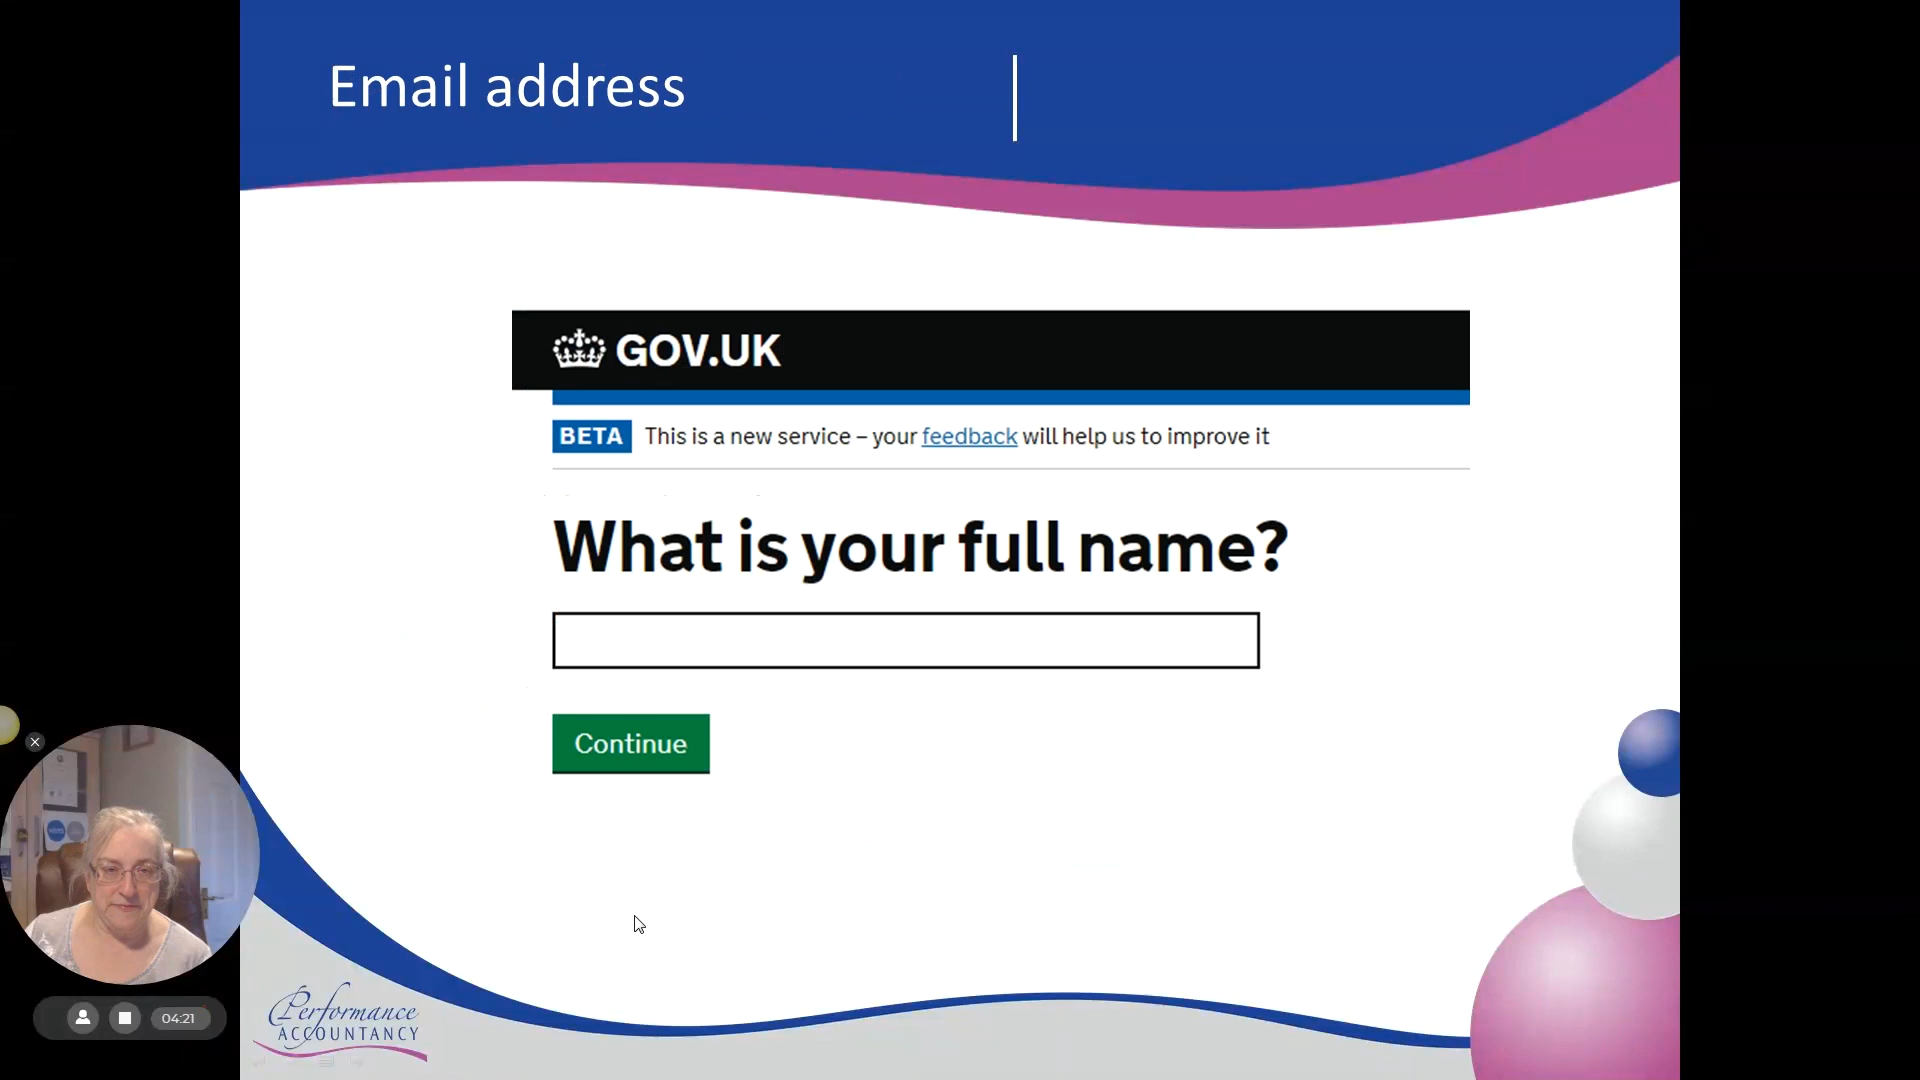 Email address
GOV.UK
BETA This is a new service – your feedback will help us to improve it
What is your full name?
Continue
04:21
Performance
ACCOUNTANCY